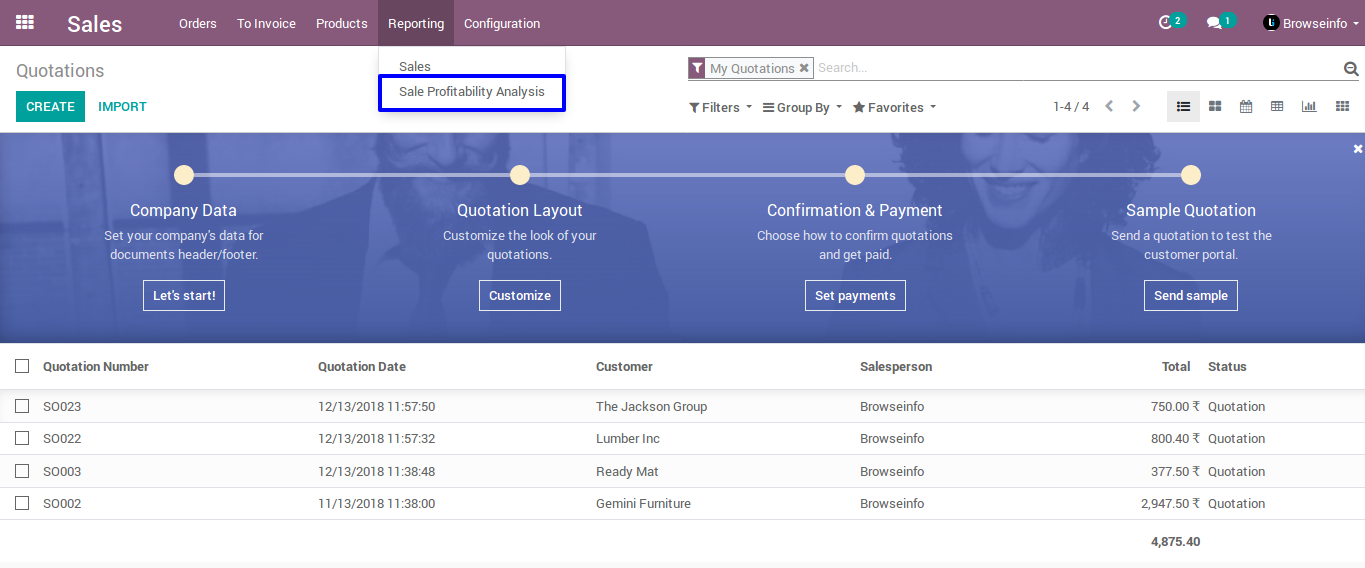 Sales Orders To Invoice Products Reporting Configuration 2 1 Browseinfo
Quotations
Sales
Sale Profitability Analysis
My Quotations Search...
CREATE IMPORT
Filters Group By Favorites 1-4 / 4
Company Data
Set your company's data for
documents header/footer.
Let's start!
Quotation Layout
Customize the look of your
quotations.
Customize
Confirmation & Payment
Choose how to confirm quotations
and get paid.
Set payments
Sample Quotation
Send a quotation to test the
customer portal.
Send sample
Quotation Number Quotation Date Customer Salesperson Total Status
SO023 12/13/2018 11:57:50 The Jackson Group Browseinfo 750.00 ₹ Quotation
SO022 12/13/2018 11:57:32 Lumber Inc Browseinfo 800.40 ₹ Quotation
SO003 12/13/2018 11:38:48 Ready Mat Browseinfo 377.50 ₹ Quotation
SO002 11/13/2018 11:38:00 Gemini Furniture Browseinfo 2,947.50 ₹ Quotation
4,875.40